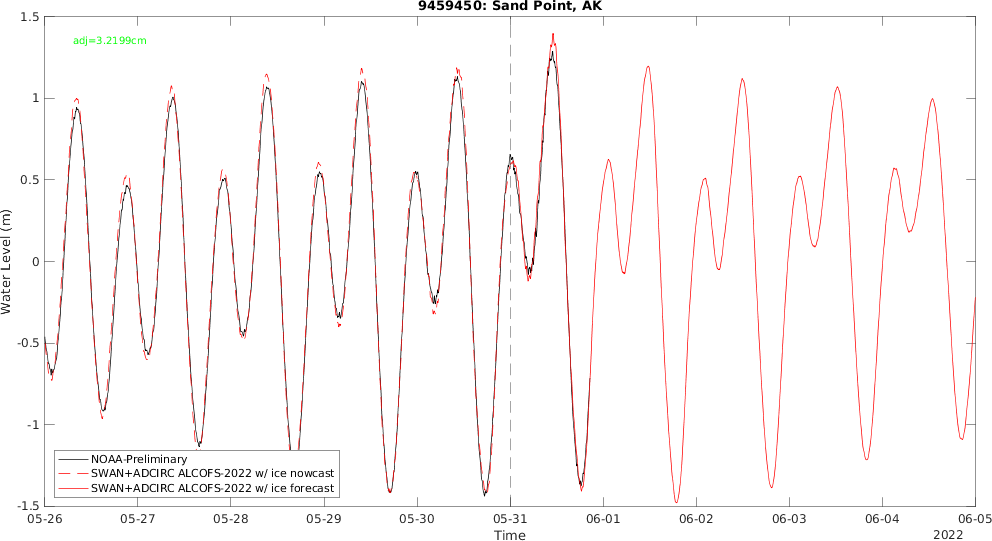 9459450: Sand Point, AK
adj=3.2199cm
Water Level (m)
1.5
1
0.5
0
-0.5
-1
-1.5
NOAA-Preliminary
SWAN+ADCIRC ALCOFS-2022 w/ ice nowcast
SWAN+ADCIRC ALCOFS-2022 w/ ice forecast
05-26 05-27 05-28 05-29 05-30 05-31 06-01 06-02 06-03 06-04 06-05
Time
2022